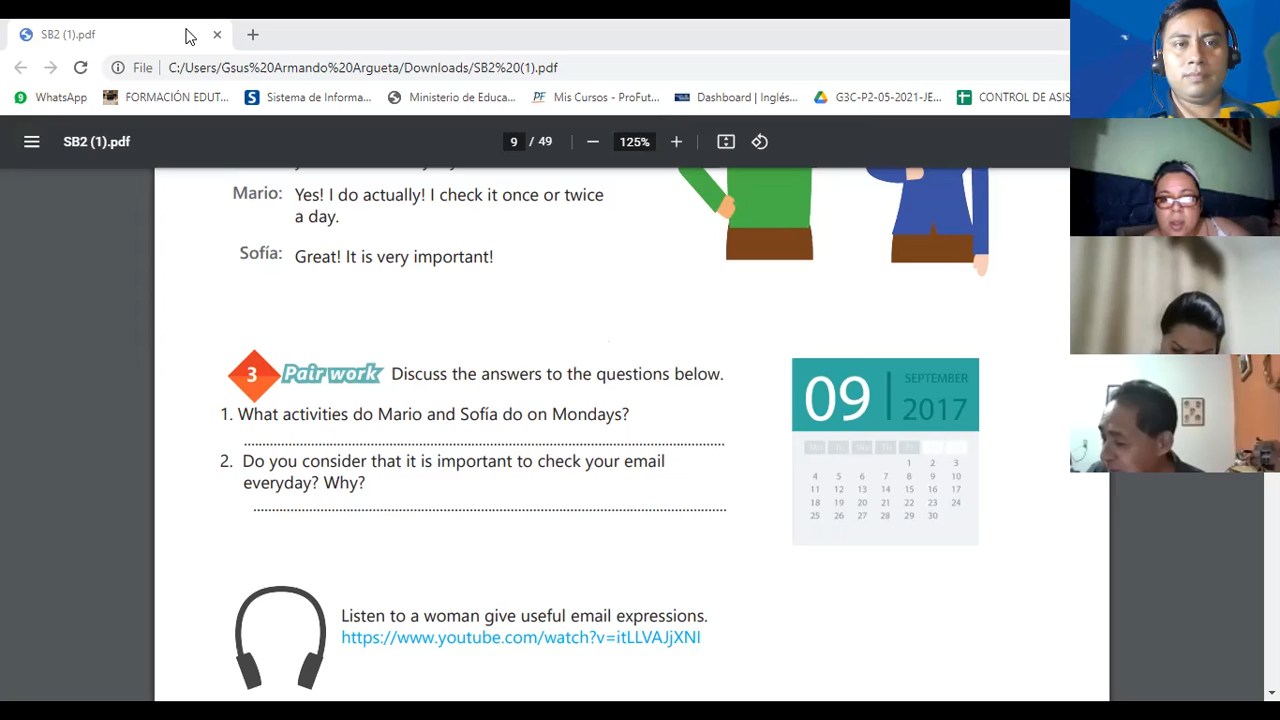 SB2 (1).pdf
File C:/Users/Gsus%20Armando%20Argueta/Downloads/SB2%20(1).pdf
WhatsApp FORMACIÓN EDUT... Sistema de Informa... Ministerio de Educa... Mis Cursos - ProFut... Dashboard | Inglés,... G3C-P2-05-2021-JE... CONTROL DE ASIS
SB2 (1).pdf 9 / 49 125%
Mario: Yes! I do actually! I check it once or twice
a day.
Sofía: Great! It is very important!
3 Pair work Discuss the answers to the questions below.
1. What activities do Mario and Sofía do on Mondays?
2. Do you consider that it is important to check your email
everyday? Why?
09 SEPTEMBER
2017
1 2 3
4 5 6 7 8 9 10
11 12 13 14 15 16 17
18 19 20 21 22 23 24
25 26 27 28 29 30
Listen to a woman give useful email expressions.
https://www.youtube.com/watch?v=itLLVAJjXNI